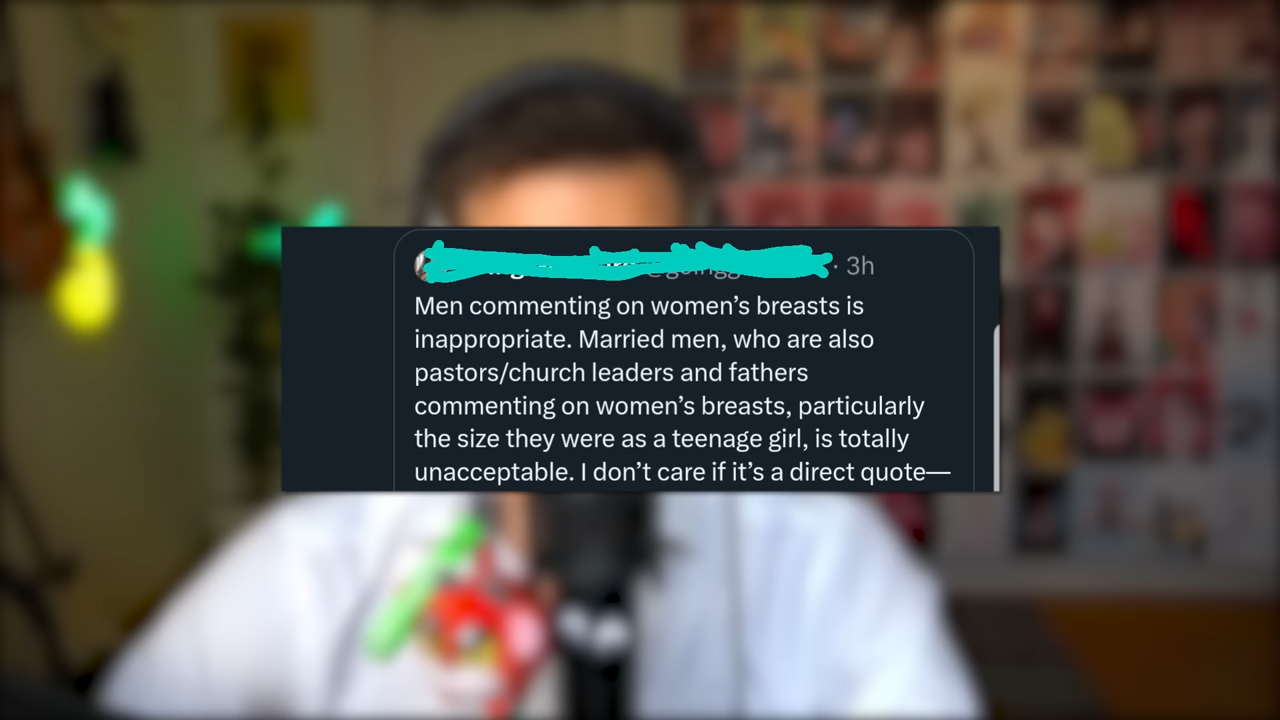 · 3h
Men commenting on women’s breasts is
inappropriate. Married men, who are also
pastors/church leaders and fathers
commenting on women’s breasts, particularly
the size they were as a teenage girl, is totally
unacceptable. I don’t care if it’s a direct quote—